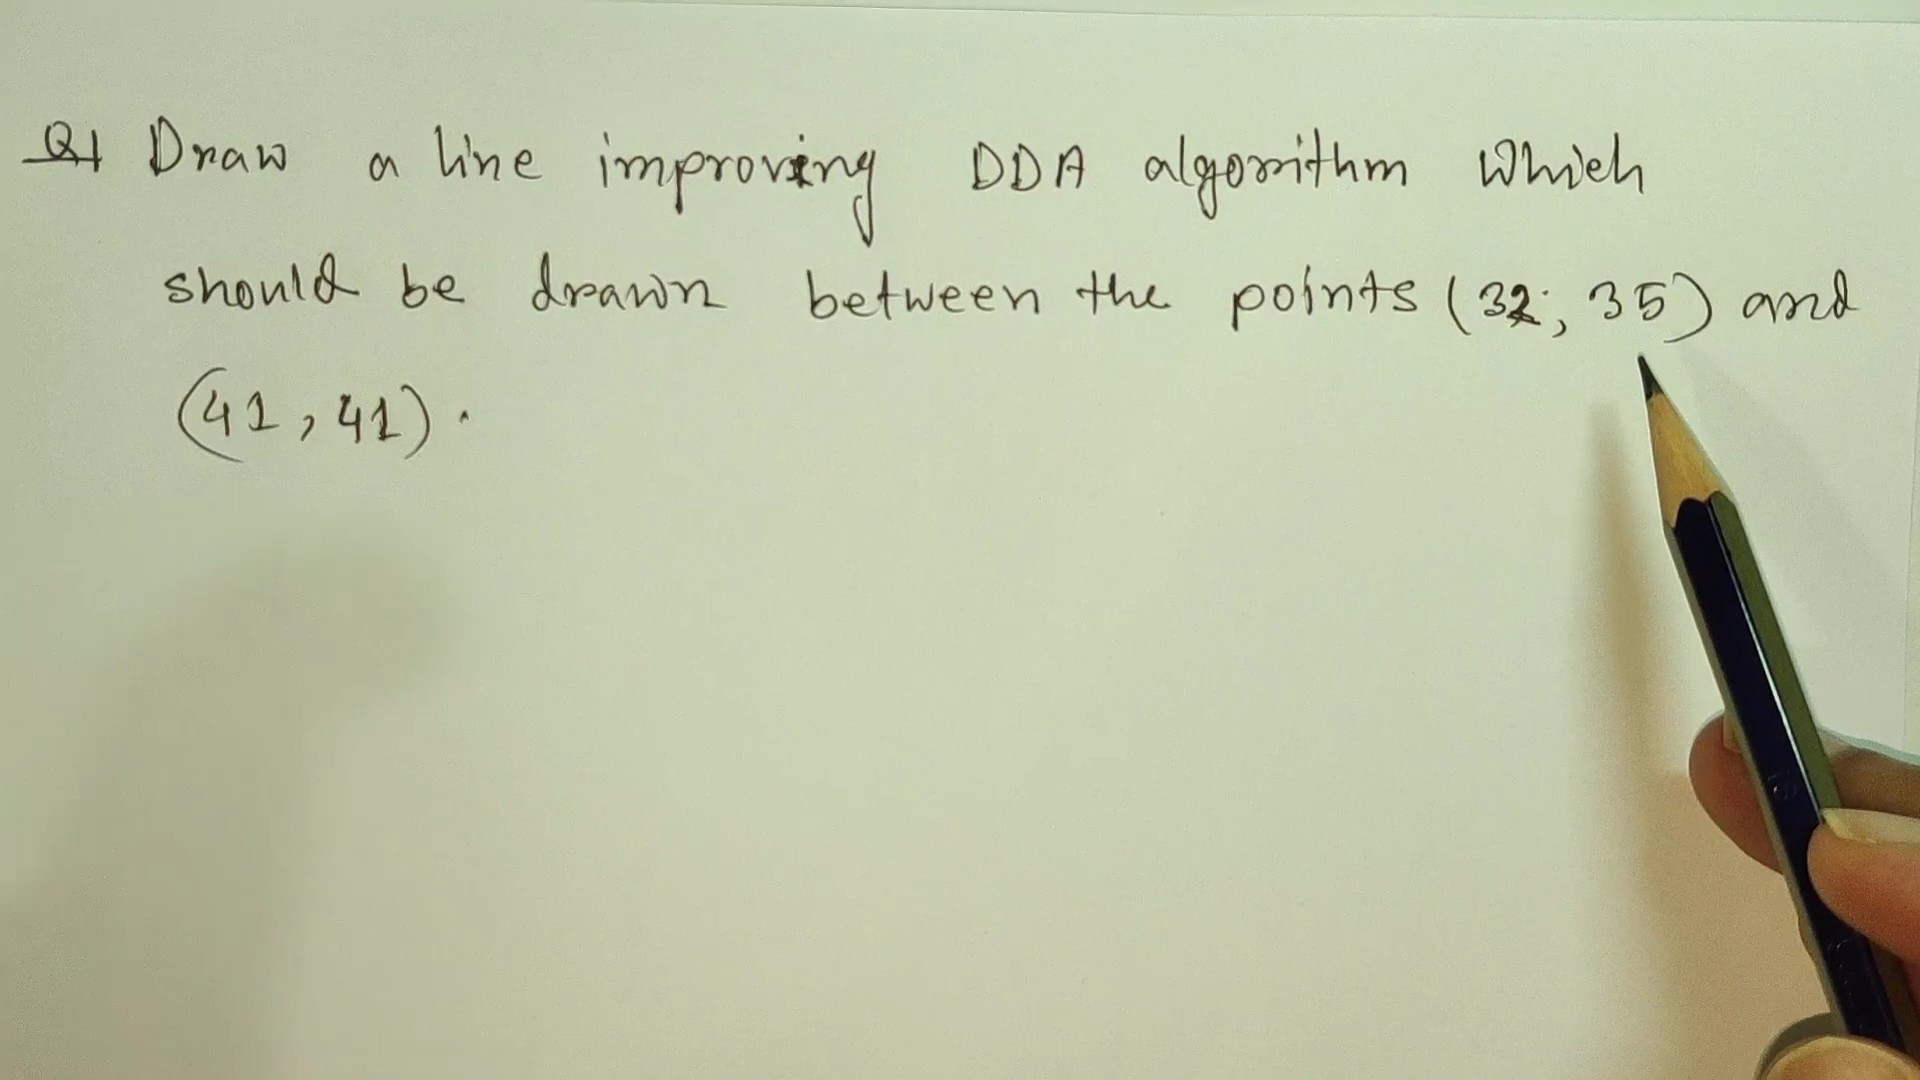 Q1 Draw a line improving DDA algorithm which
should be drawn between the points (32, 35) and
(41, 41).